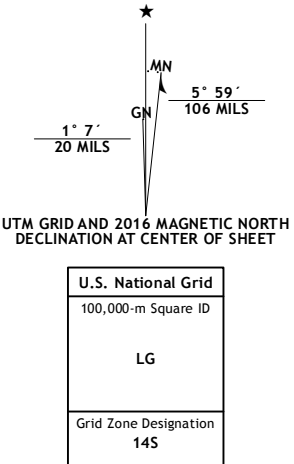 ★
MN
5° 59´
106 MILS
GN
1° 7´
20 MILS
UTM GRID AND 2016 MAGNETIC NORTH
DECLINATION AT CENTER OF SHEET
U.S. National Grid
100,000-m Square ID
LG
Grid Zone Designation
14S